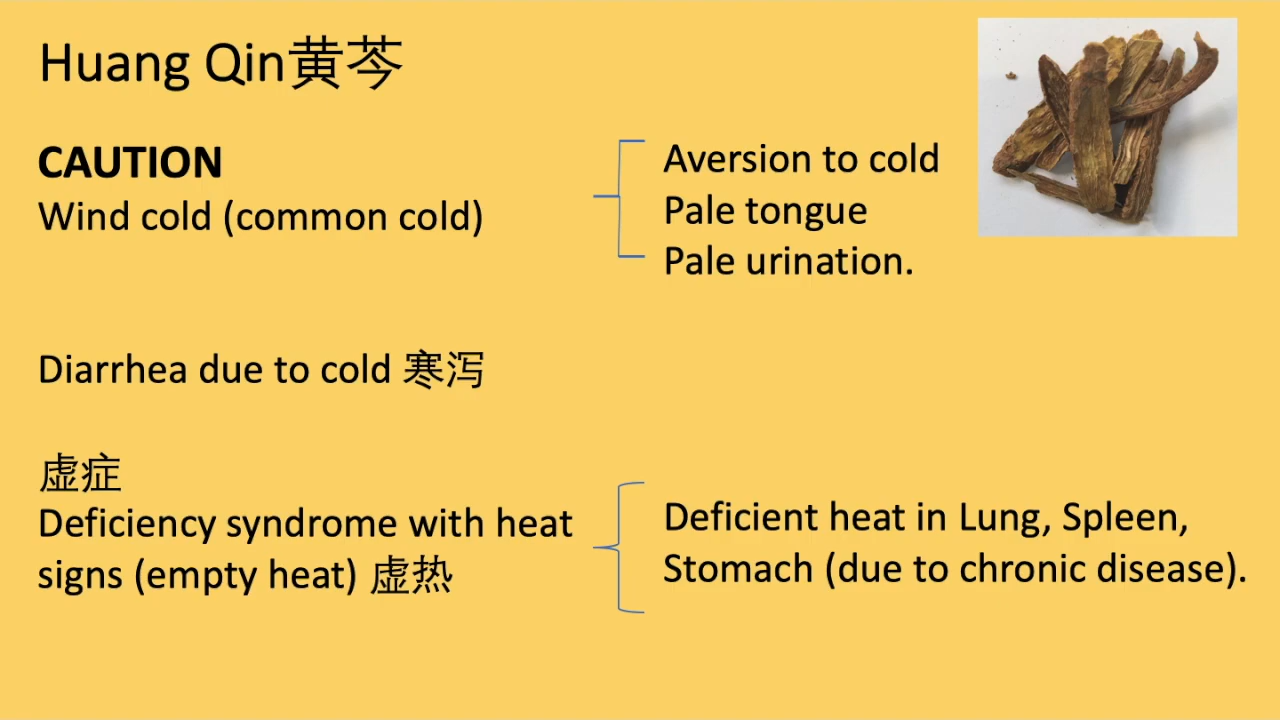 Huang Qin黄芩
CAUTION
Wind cold (common cold)
Aversion to cold
Pale tongue
Pale urination.
Diarrhea due to cold 寒泻
虚症
Deficiency syndrome with heat
signs (empty heat) 虚热
Deficient heat in Lung, Spleen,
Stomach (due to chronic disease).